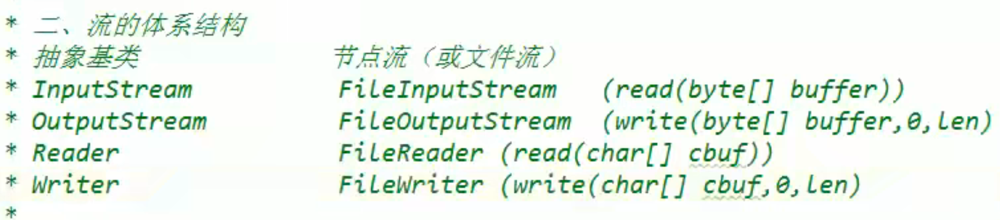 * 二、流的体系结构
* 抽象基类 节点流（或文件流）
* InputStream FileInputStream (read(byte[] buffer))
* OutputStream FileOutputStream (write(byte[] buffer,0,len)
* Reader FileReader (read(char[] cbuf))
* Writer FileWriter (write(char[] cbuf,0,len)
*